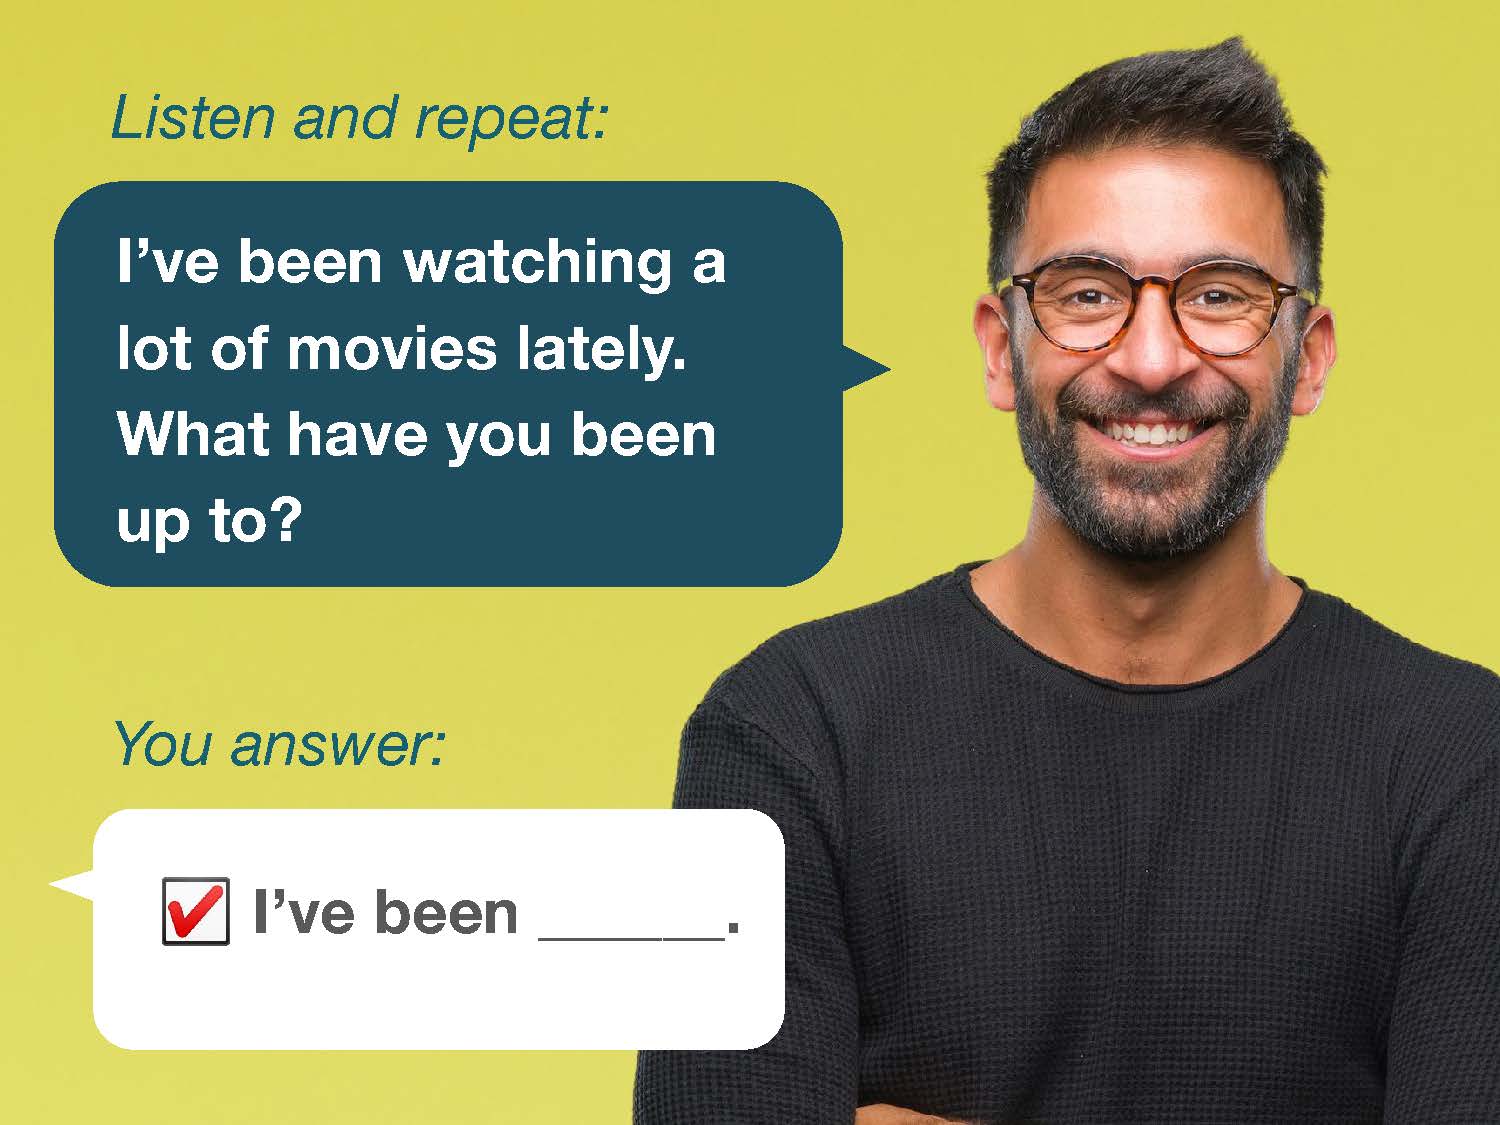 Listen and repeat:
I’ve been watching a
lot of movies lately.
What have you been
up to?
You answer:
I’ve been ______.